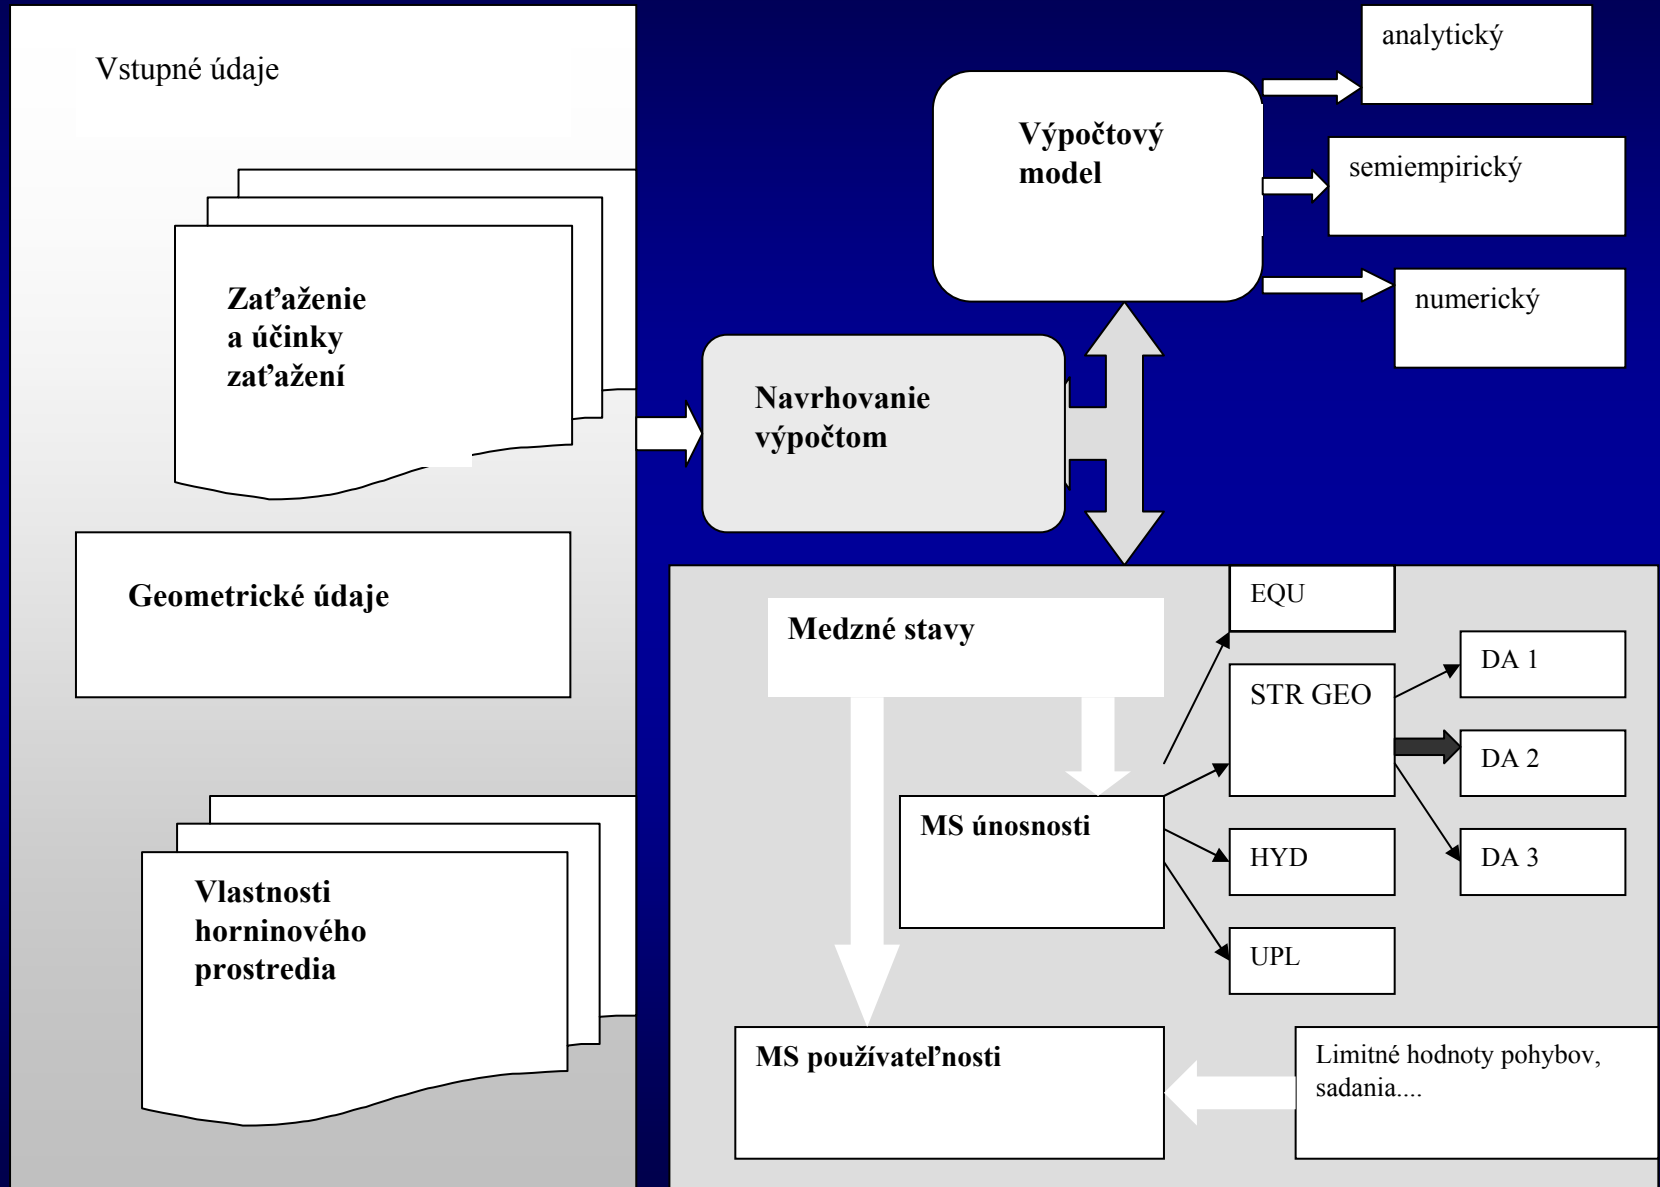 Vstupné údaje
Zaťaženie
a účinky
zaťažení
Geometrické údaje
Vlastnosti
horninového
prostredia
Navrhovanie
výpočtom
Výpočtový
model
analytický
semiempirický
numerický
Medzné stavy
MS únosnosti
EQU
STR GEO
HYD
UPL
DA 1
DA 2
DA 3
MS používateľnosti
Limitné hodnoty pohybov,
sadania....